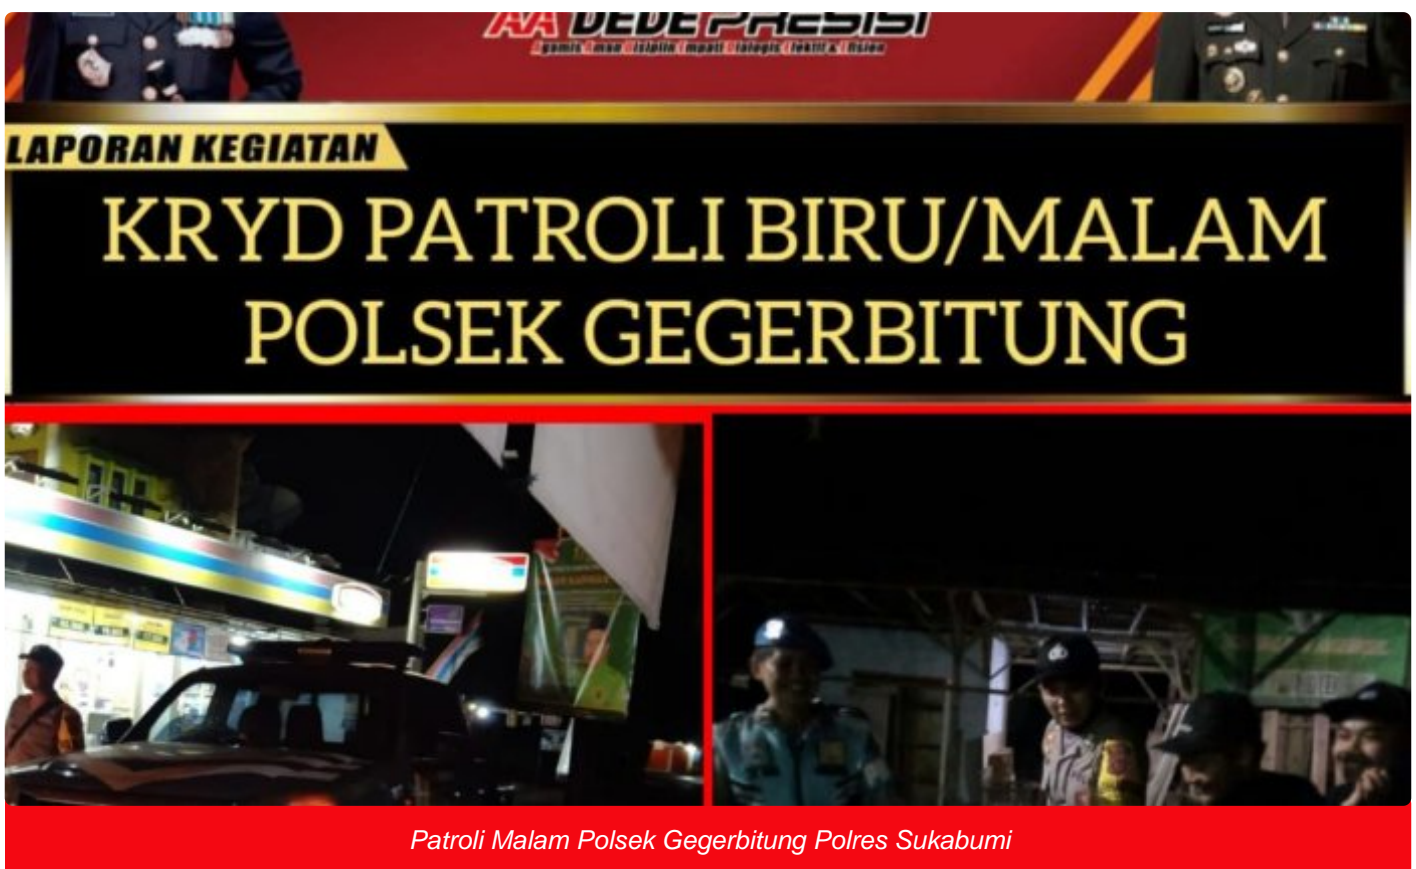 AA DEDE PRESISI
LAPORAN KEGIATAN
KRYD PATROLI BIRU/MALAM
POLSEK GEGERBITUNG
Patroli Malam Polsek Gegerbitung Polres Sukabumi